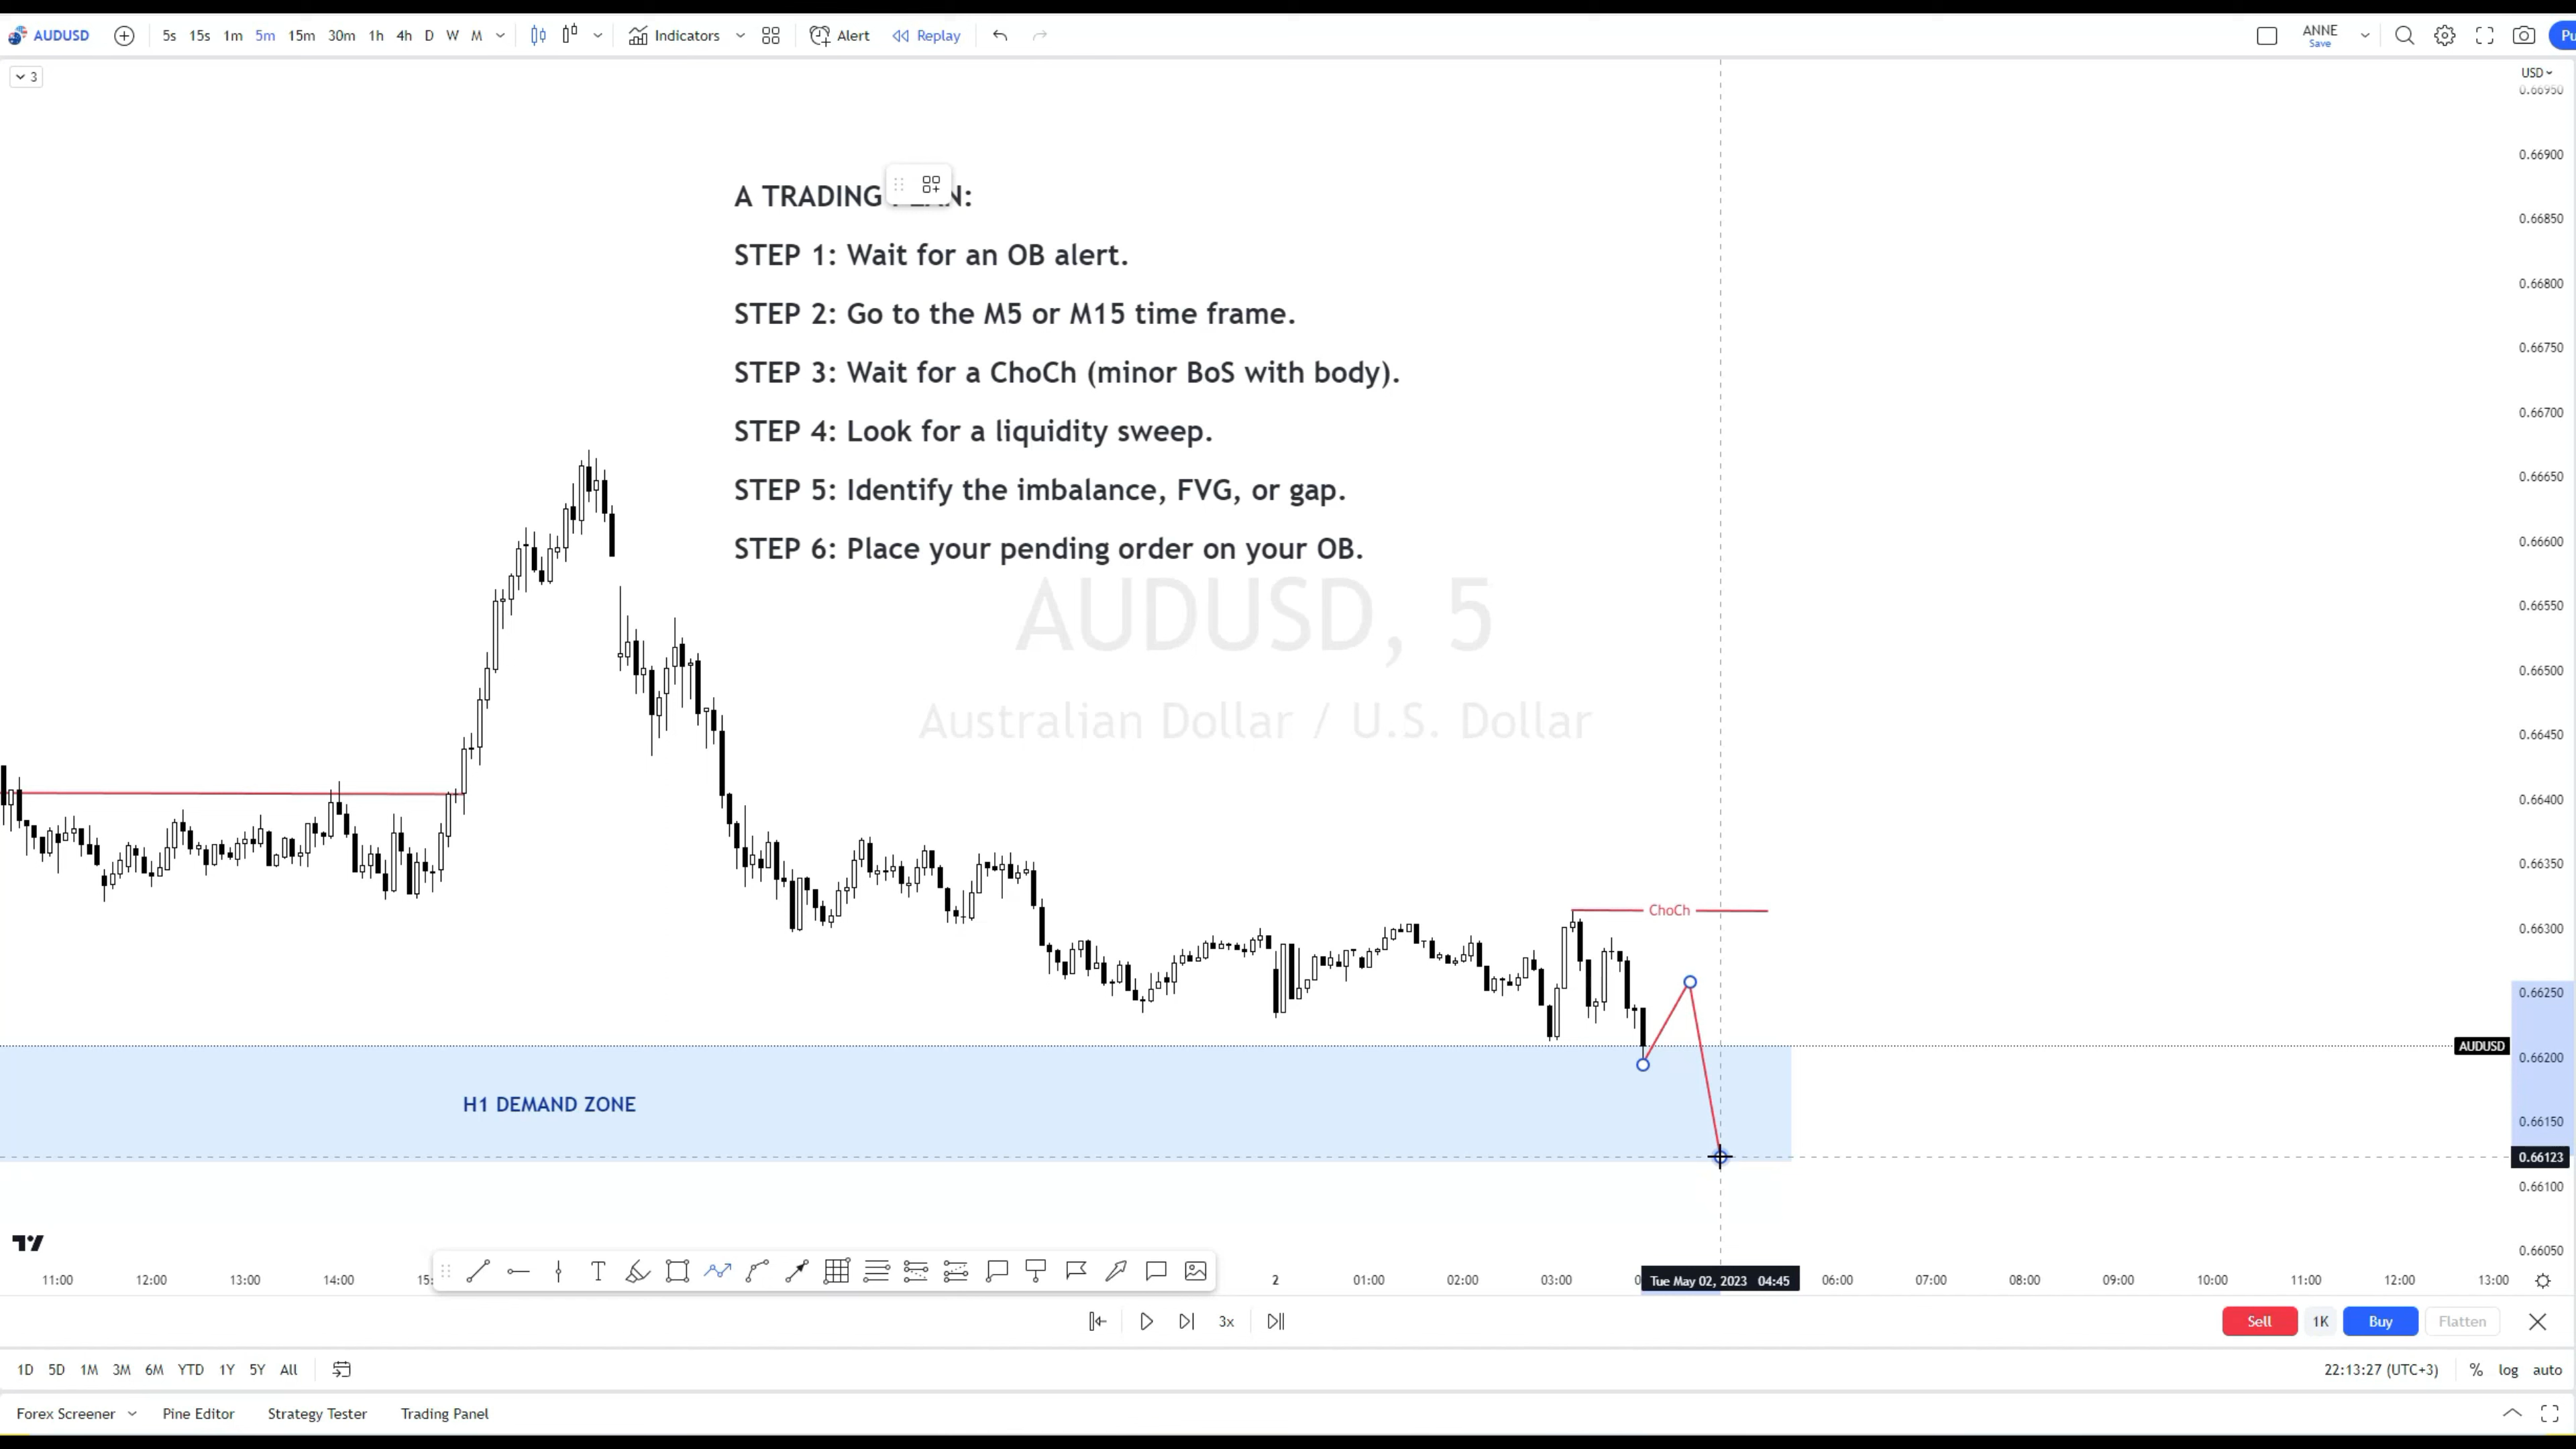 AUDUSD 5s 15s 1m 5m 15m 30m 1h 4h D W M Indicators Alert Replay ANNE
Save
3
USD
0.66950
A TRADING
N:
0.66900
0.66850
STEP 1: Wait for an OB alert.
0.66800
STEP 2: Go to the M5 or M15 time frame.
0.66750
STEP 3: Wait for a ChoCh (minor BoS with body).
0.66700
STEP 4: Look for a liquidity sweep.
0.66650
STEP 5: Identify the imbalance, FVG, or gap.
0.66600
STEP 6: Place your pending order on your OB.
AUDUSD, 5
0.66550
0.66500
Australian Dollar / U.S. Dollar
0.66450
0.66400
0.66350
ChoCh
0.66300
0.66250
AUDUSD
0.66200
H1 DEMAND ZONE
0.66150
0.66123
0.66100
0.66050
11:00 12:00 13:00 14:00 2 01:00 02:00 03:00 Tue May 02, 2023 04:45 06:00 07:00 08:00 09:00 10:00 11:00 12:00 13:00
3x Sell 1K Buy Flatten
1D 5D 1M 3M 6M YTD 1Y 5Y All 22:13:27 (UTC+3) % log auto
Forex Screener Pine Editor Strategy Tester Trading Panel